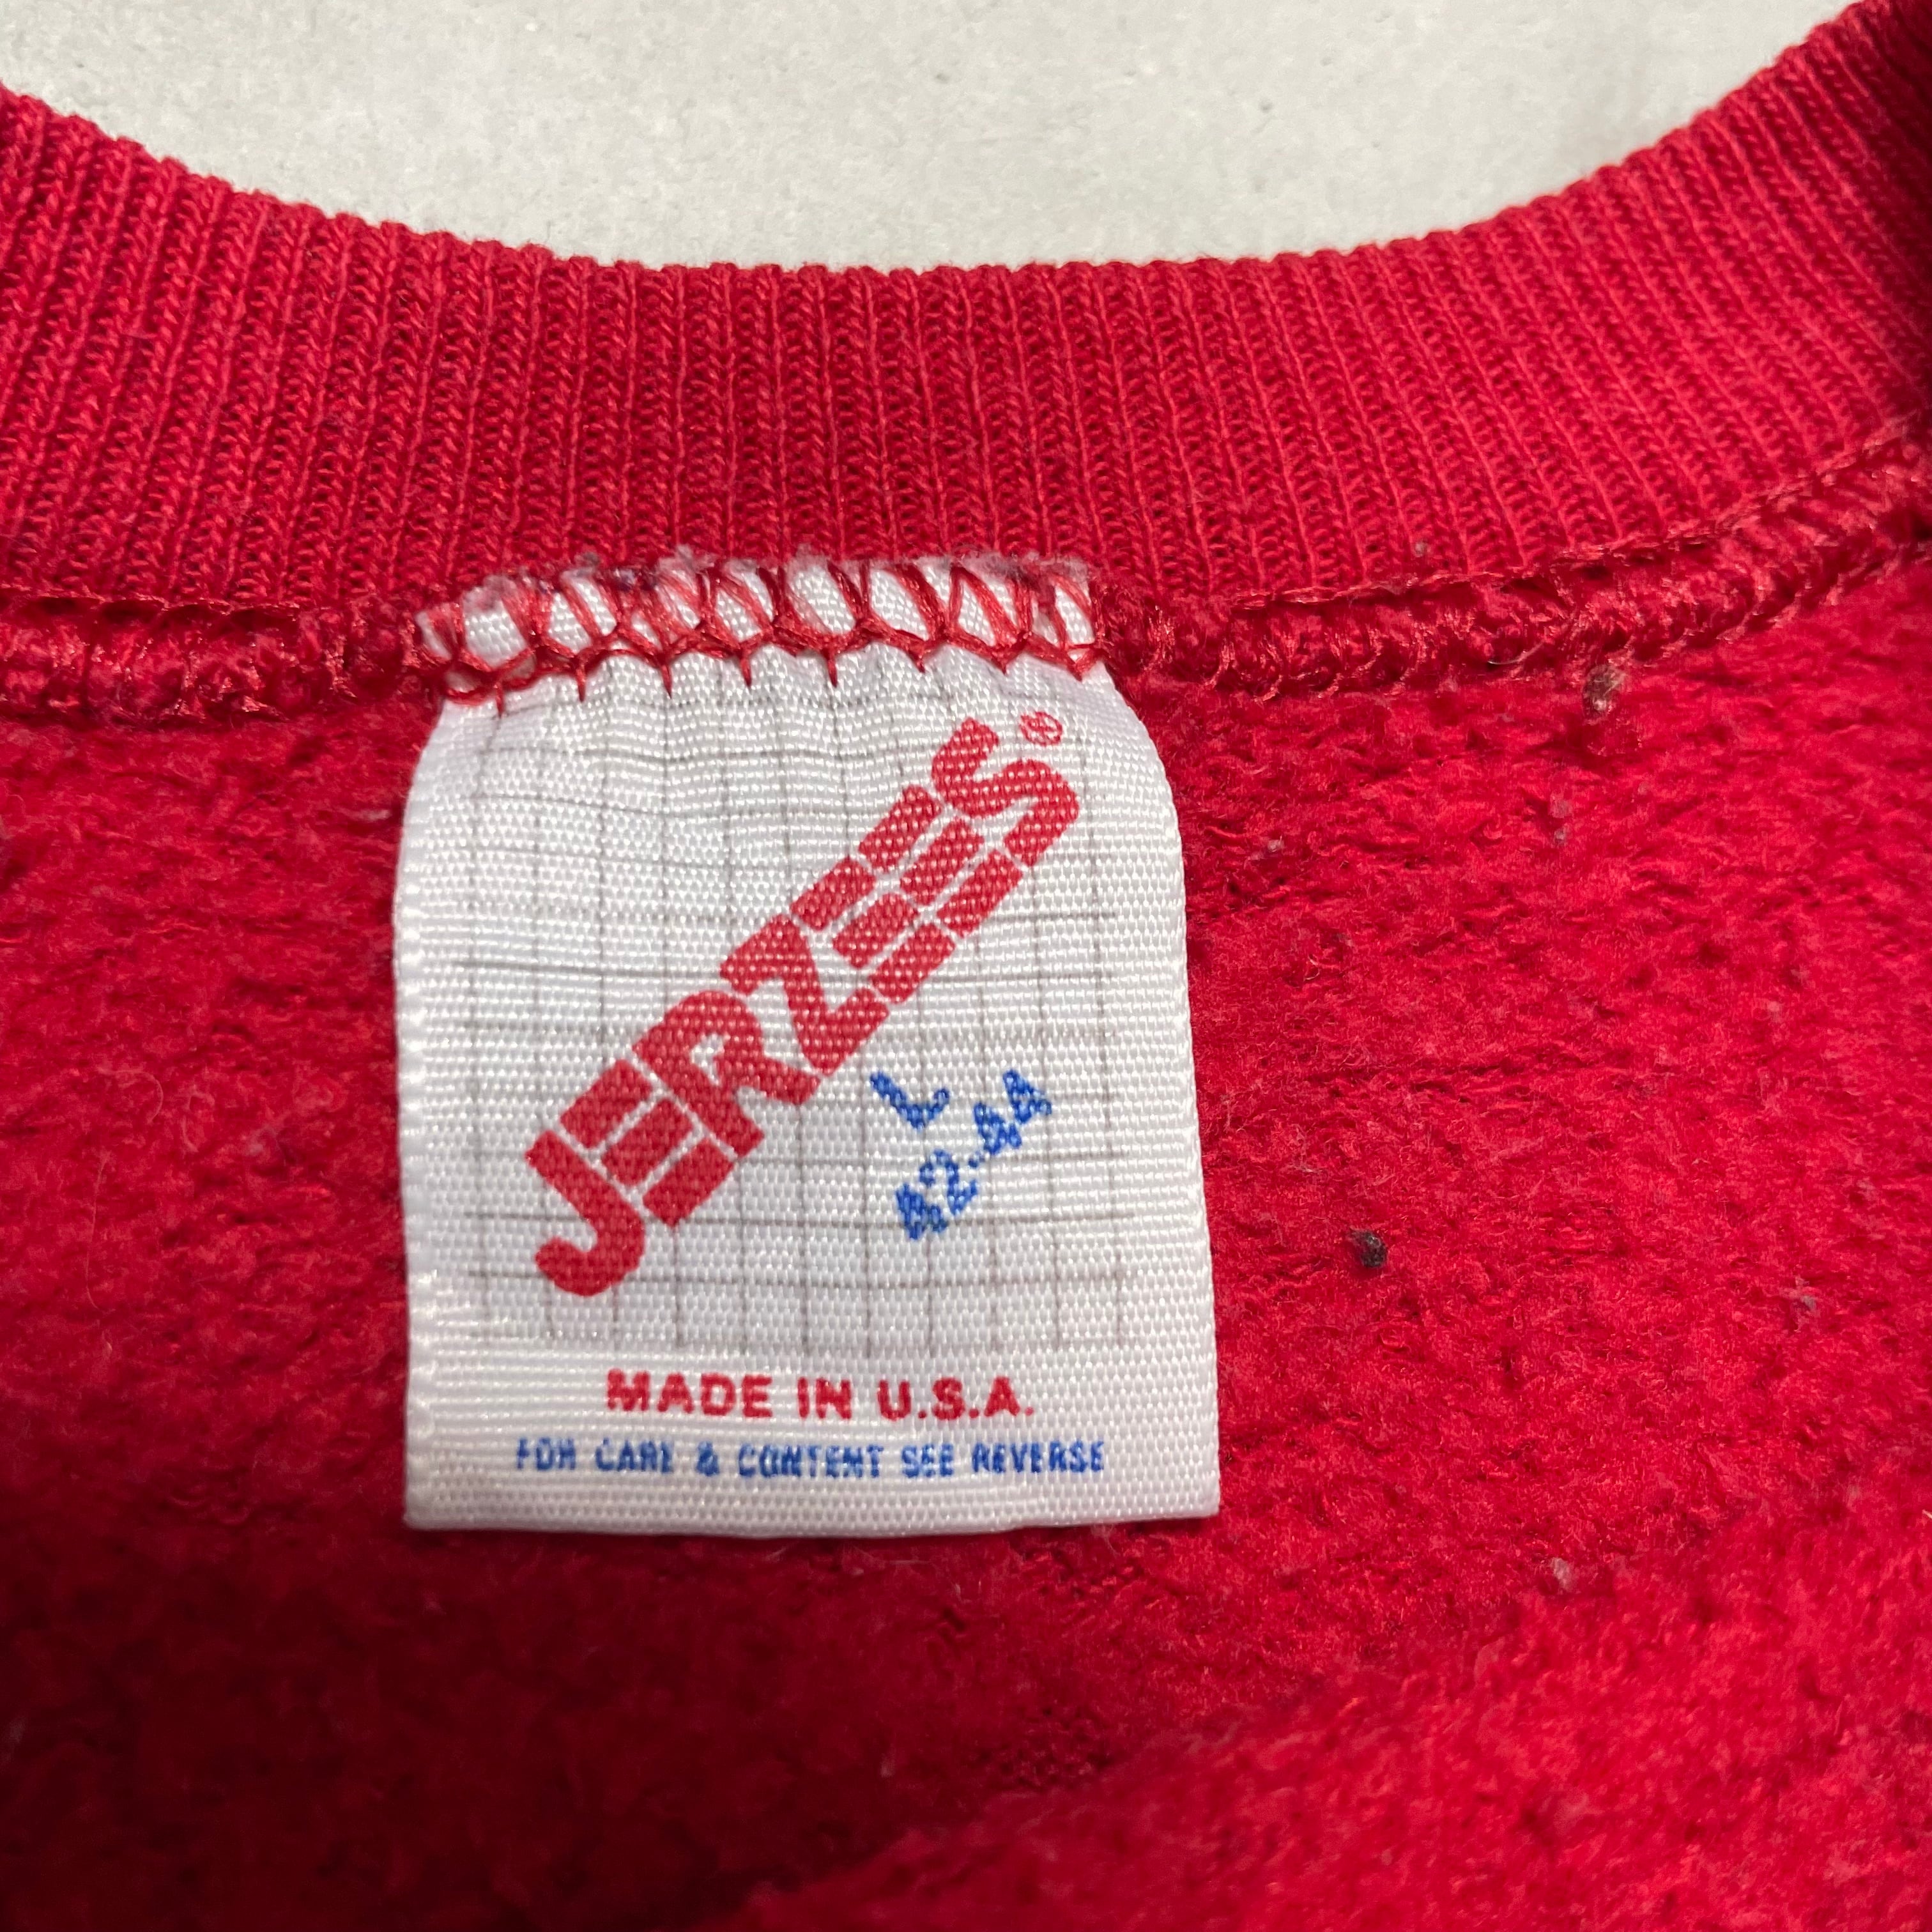 JERZEES®
L
42-44
MADE IN U.S.A.
FOR CARE & CONTENT SEE REVERSE